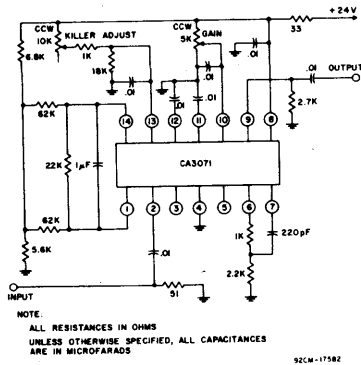 +24V
CCW
10K
KILLER ADJUST
1K
6.8K
18K
.01
CCW
5K
GAIN
.01
.01
.01
.01
33
.01
OUTPUT
2.7K
62K
22K
1µF
62K
5.6K
14
13
12
11
10
9
8
CA3071
1
2
3
4
5
6
7
.01
1K
220pF
2.2K
INPUT
51
NOTE:
ALL RESISTANCES IN OHMS
UNLESS OTHERWISE SPECIFIED, ALL CAPACITANCES
ARE IN MICROFARADS
92CM-17582